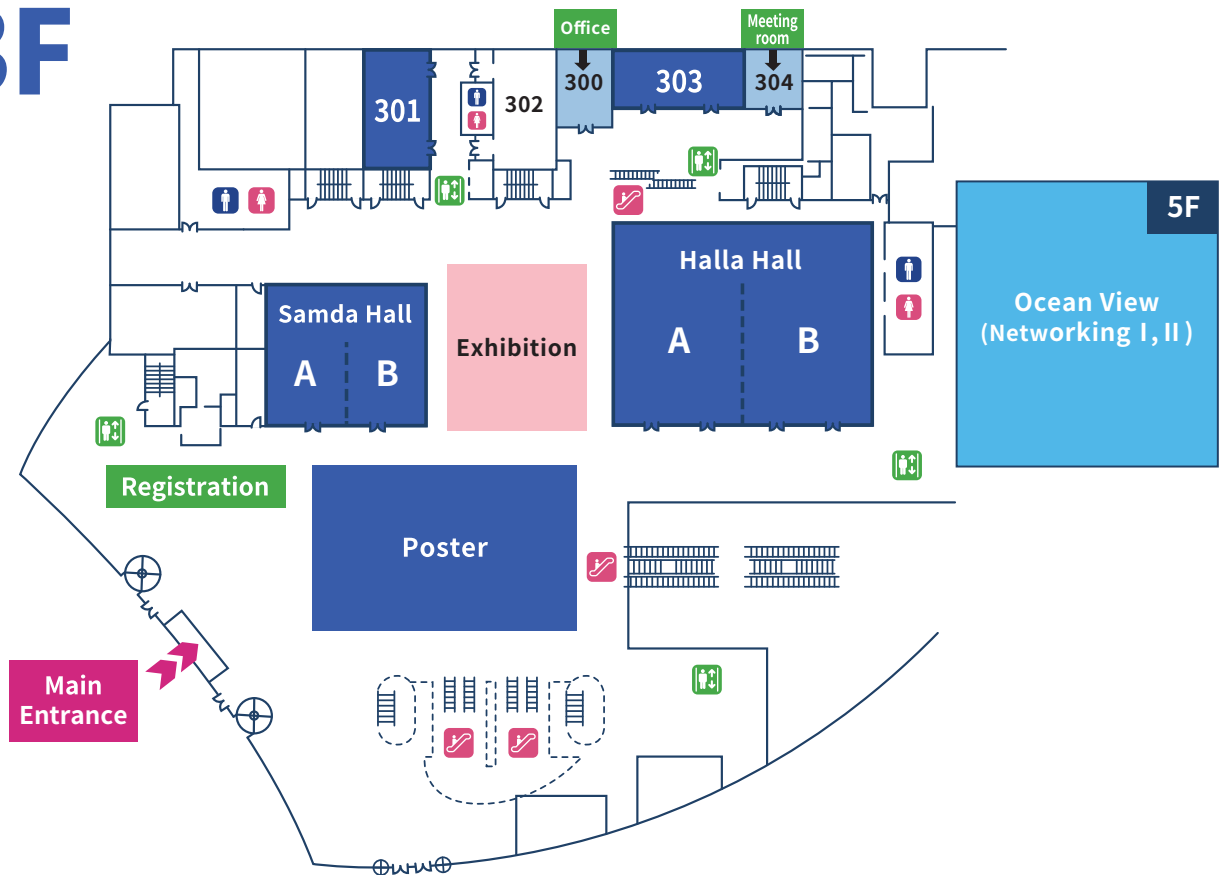 3F
Office
Meeting
room
300
303
304
301
302
5F
Halla Hall
A
B
Ocean View
(Networking I, II)
Samda Hall
A
B
Exhibition
Registration
Poster
Main
Entrance